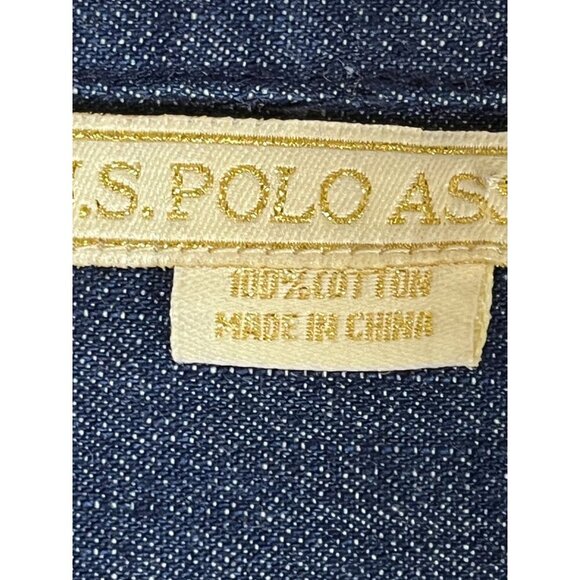 U.S. POLO ASS
100% COTTON
MADE IN CHINA